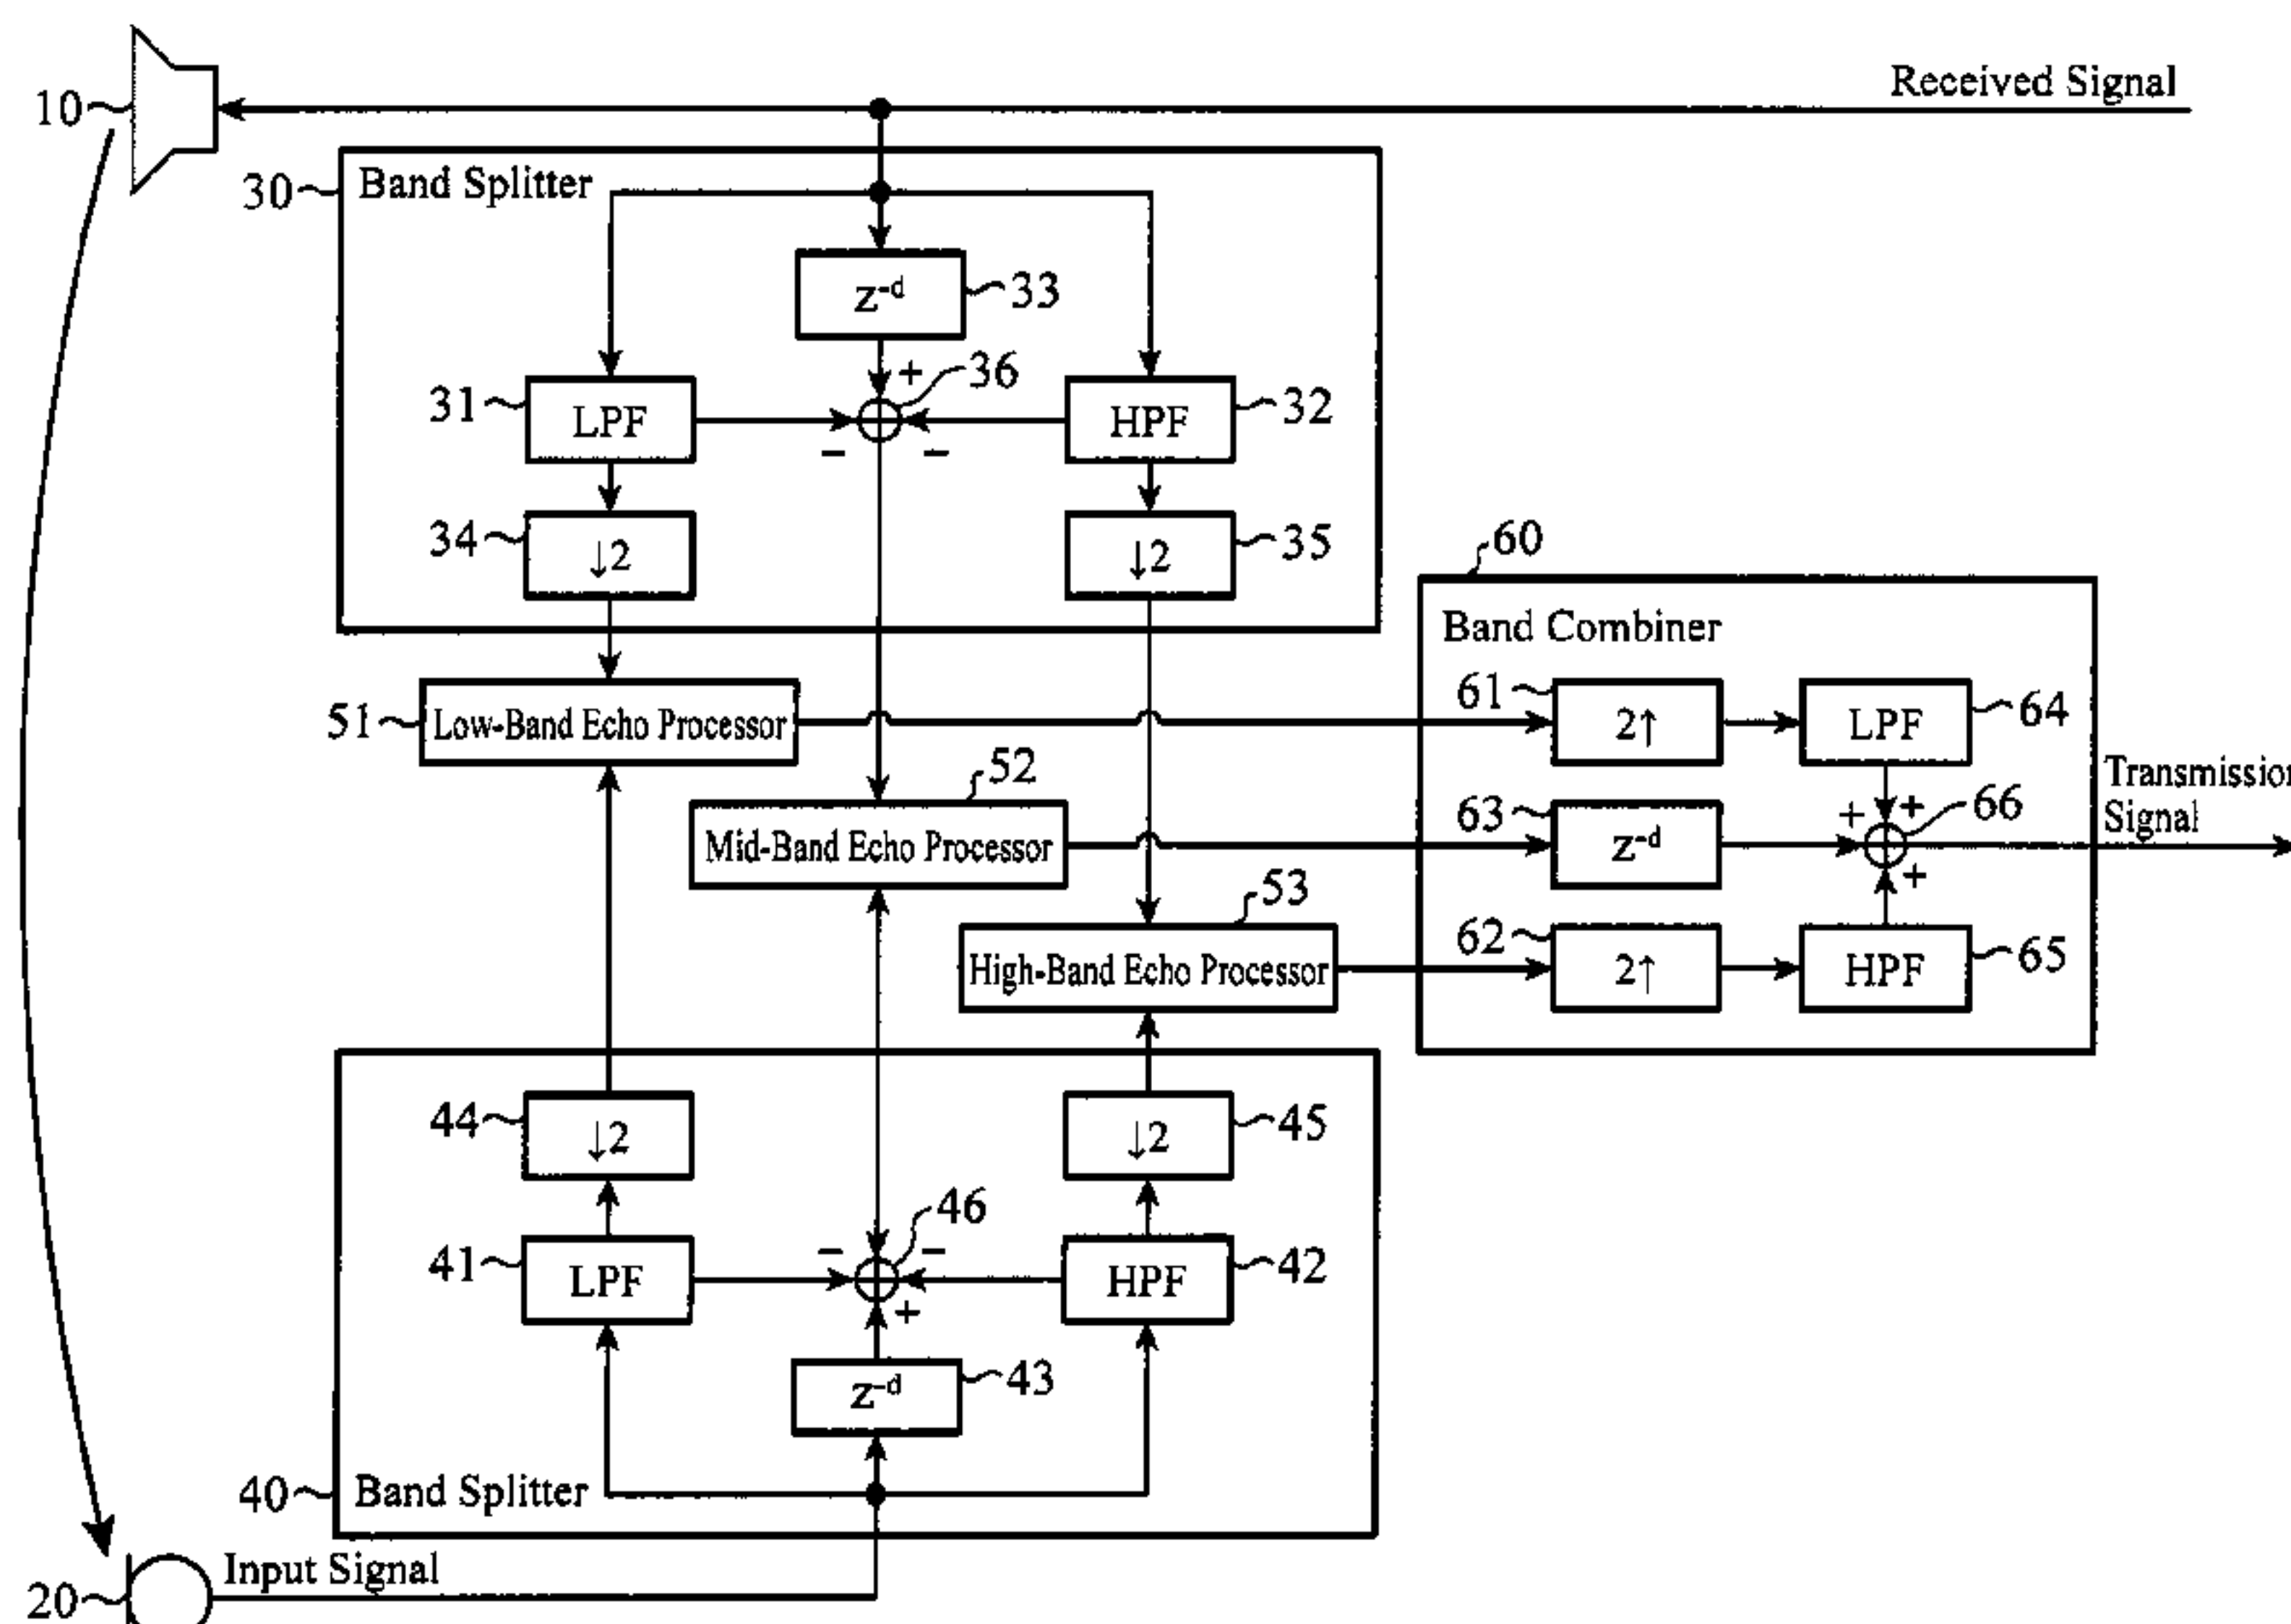 Received Signal
10
30
Band Splitter
z-d
33
+
36
31
LPF
32
HPF
−
−
34
↓2
35
↓2
60
Band Combiner
51
Low-Band Echo Processor
61
2↑
LPF
64
52
Mid-Band Echo Processor
63
z-d
+
+
66
+
Transmission
Signal
53
High-Band Echo Processor
62
2↑
HPF
65
44
↓2
45
↓2
46
41
LPF
−
−
+
HPF
42
z-d
43
40
Band Splitter
Input Signal
20